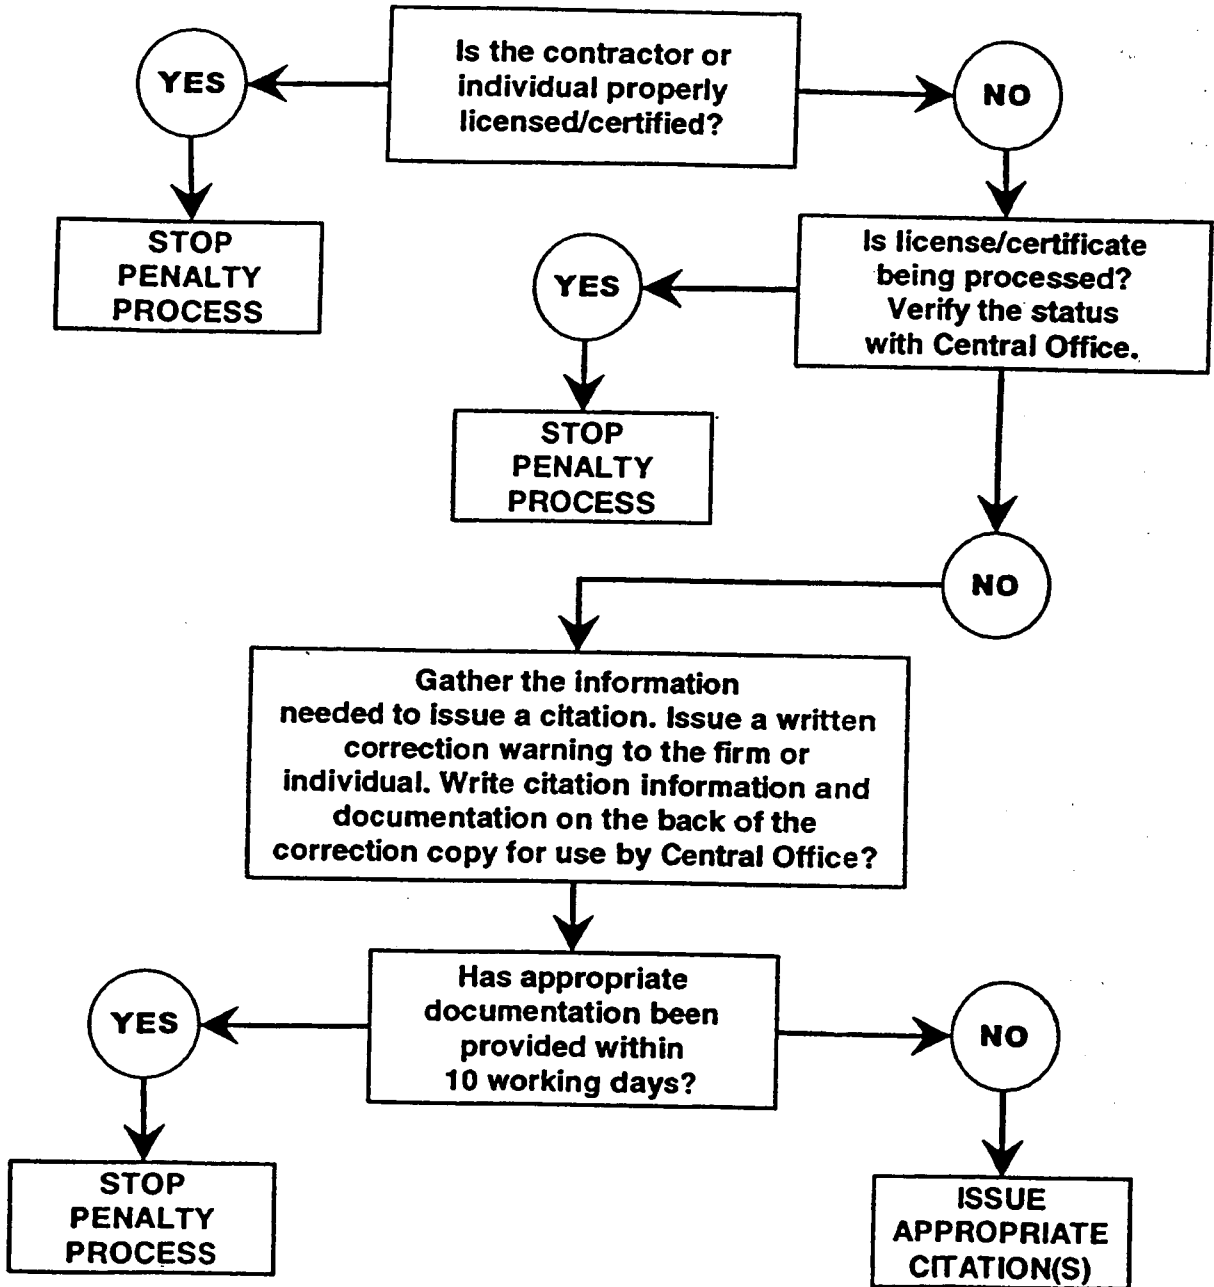 Is the contractor or
individual properly
licensed/certified?
YES
NO
STOP
PENALTY
PROCESS
Is license/certificate
being processed?
Verify the status
with Central Office.
YES
STOP
PENALTY
PROCESS
NO
Gather the information
needed to issue a citation. Issue a written
correction warning to the firm or
individual. Write citation information and
documentation on the back of the
correction copy for use by Central Office?
Has appropriate
documentation been
provided within
10 working days?
YES
NO
STOP
PENALTY
PROCESS
ISSUE
APPROPRIATE
CITATION(S)